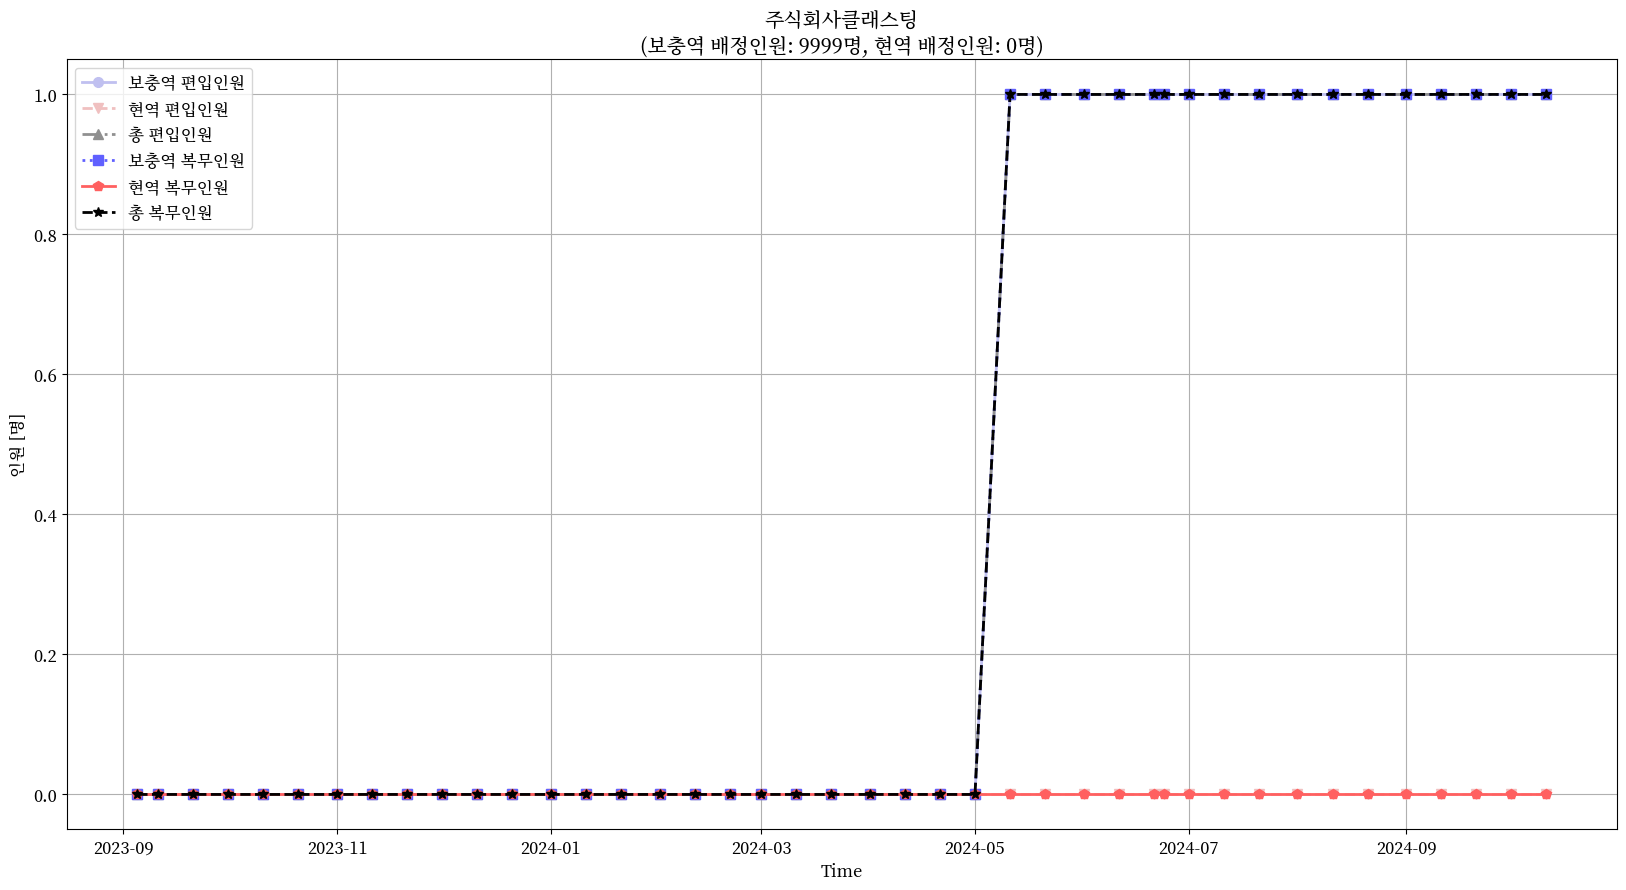 주식회사클래스팅
(보충역 배정인원: 9999명, 현역 배정인원: 0명)
보충역 편입인원
현역 편입인원
총 편입인원
보충역 복무인원
현역 복무인원
총 복무인원
1.0
0.8
0.6
0.4
0.2
0.0
인원 [명]
2023-09
2023-11
2024-01
2024-03
2024-05
2024-07
2024-09
Time